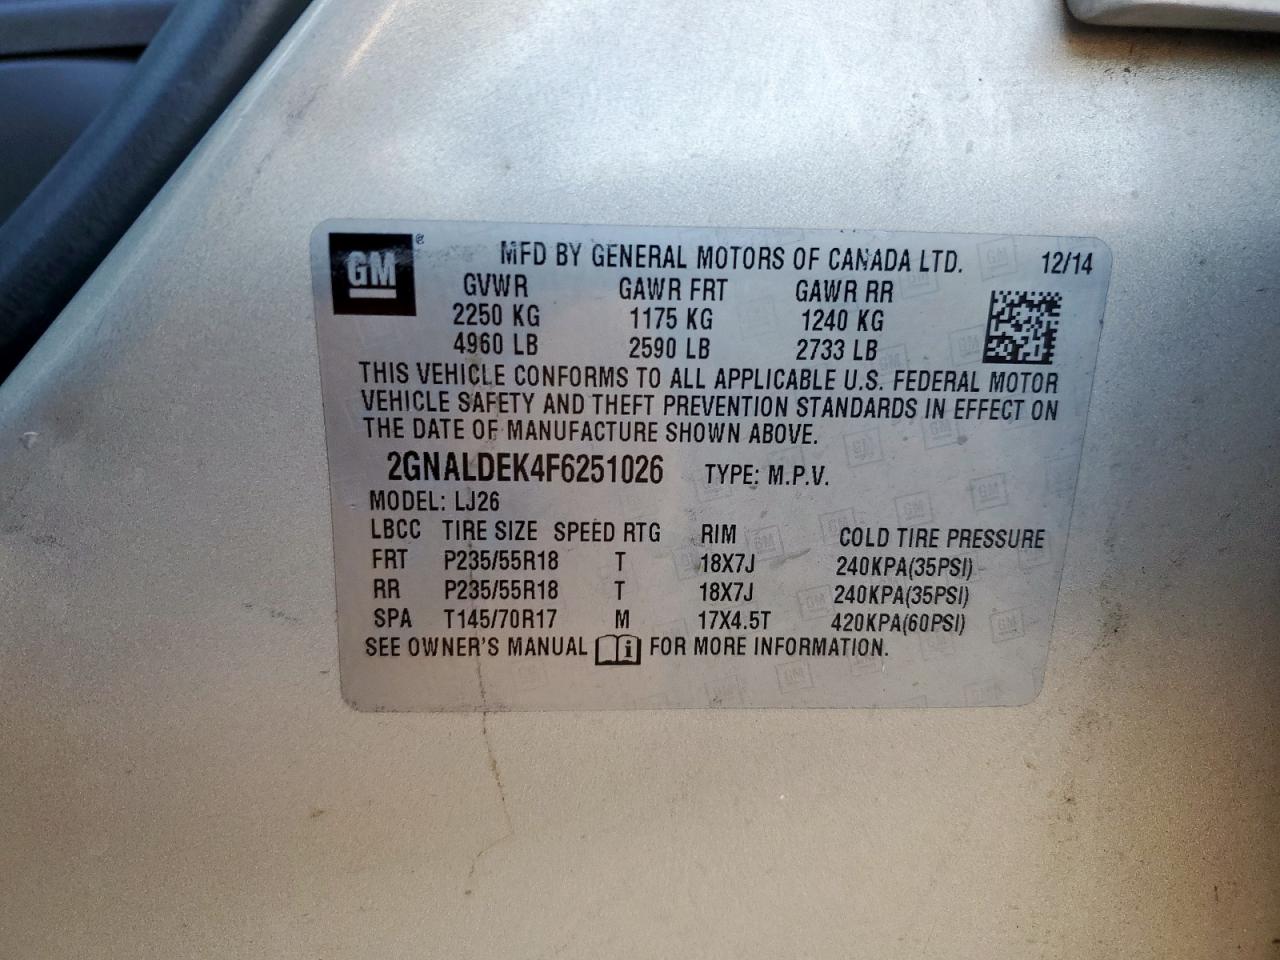 GM®
MFD BY GENERAL MOTORS OF CANADA LTD. 12/14
GVWR GAWR FRT GAWR RR
2250 KG 1175 KG 1240 KG
4960 LB 2590 LB 2733 LB
THIS VEHICLE CONFORMS TO ALL APPLICABLE U.S. FEDERAL MOTOR
VEHICLE SAFETY AND THEFT PREVENTION STANDARDS IN EFFECT ON
THE DATE OF MANUFACTURE SHOWN ABOVE.
2GNALDEK4F6251026 TYPE: M.P.V.
MODEL: LJ26
LBCC TIRE SIZE SPEED RTG RIM COLD TIRE PRESSURE
FRT P235/55R18 T 18X7J 240KPA(35PSI)
RR P235/55R18 T 18X7J 240KPA(35PSI)
SPA T145/70R17 M 17X4.5T 420KPA(60PSI)
SEE OWNER'S MANUAL i FOR MORE INFORMATION.